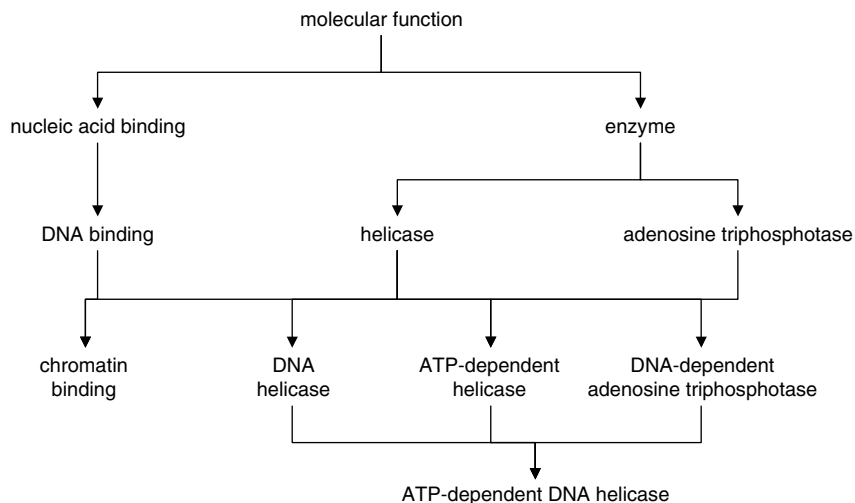 molecular function
nucleic acid binding
enzyme
DNA binding
helicase
adenosine triphosphotase
chromatin
binding
DNA
helicase
ATP-dependent
helicase
DNA-dependent
adenosine triphosphotase
ATP-dependent DNA helicase